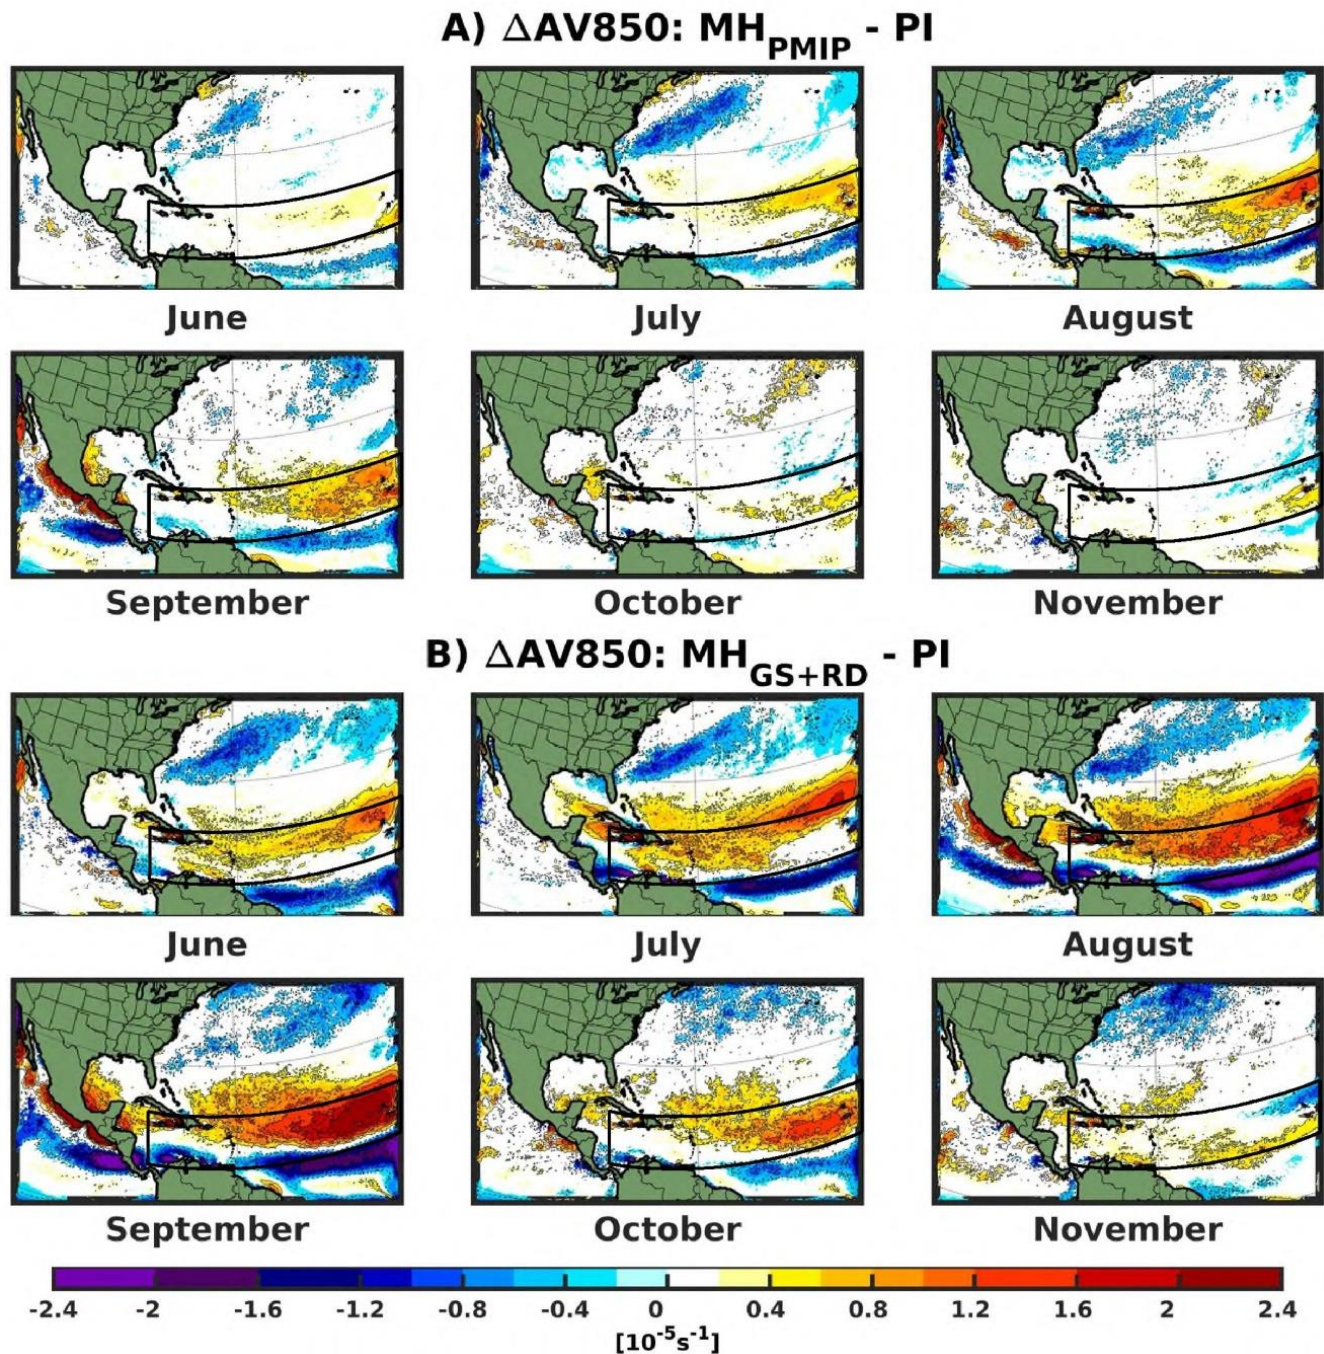 A) ΔAV850: MH_PMIP - PI
June July August
September October November
B) ΔAV850: MH_GS+RD - PI
June July August
September October November
-2.4 -2 -1.6 -1.2 -0.8 -0.4 0 0.4 0.8 1.2 1.6 2 2.4
[10⁻⁵s⁻¹]